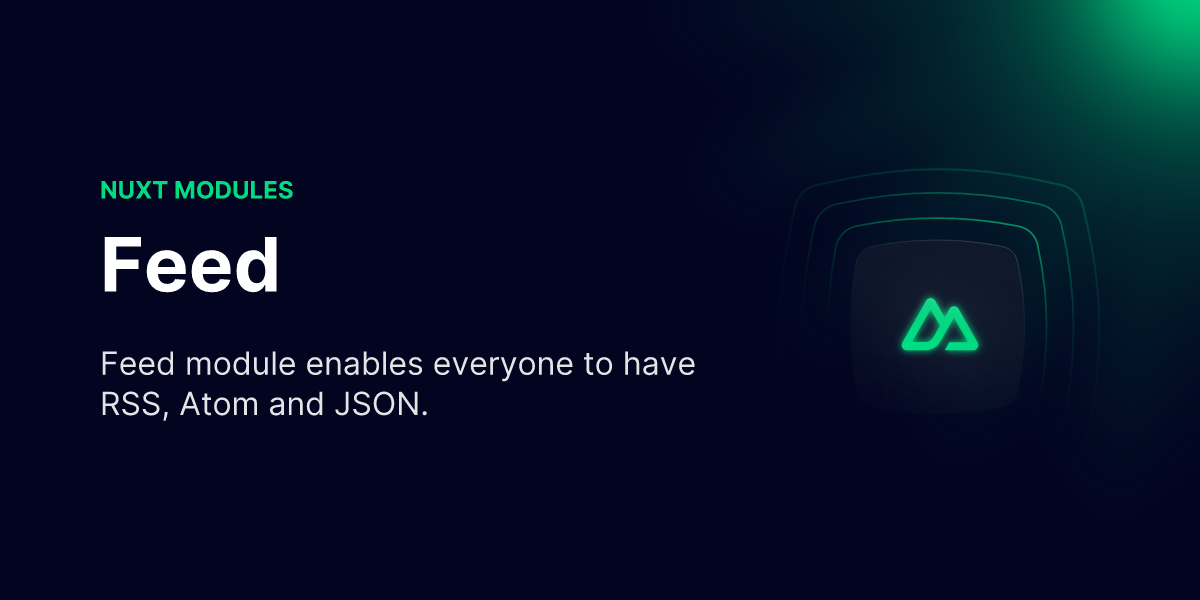 NUXT MODULES
Feed
Feed module enables everyone to have
RSS, Atom and JSON.